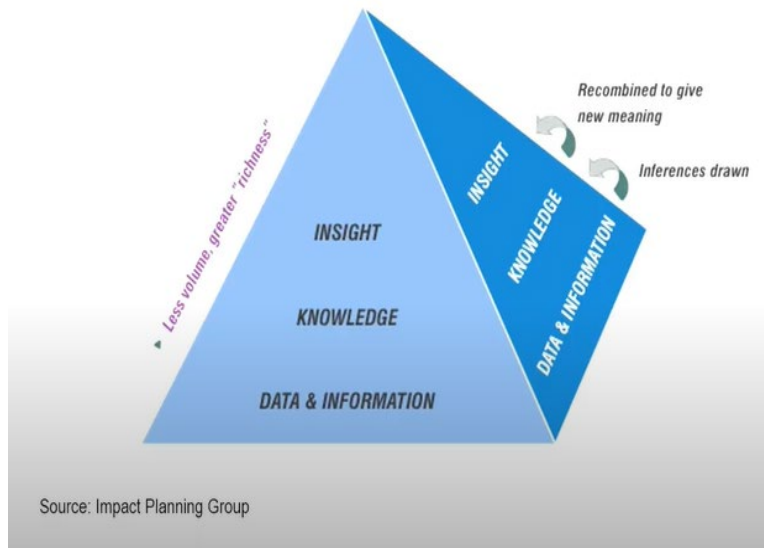 Recombined to give
new meaning
Inferences drawn
Less volume, greater "richness"
INSIGHT
KNOWLEDGE
DATA & INFORMATION
INSIGHT
KNOWLEDGE
DATA & INFORMATION
Source: Impact Planning Group